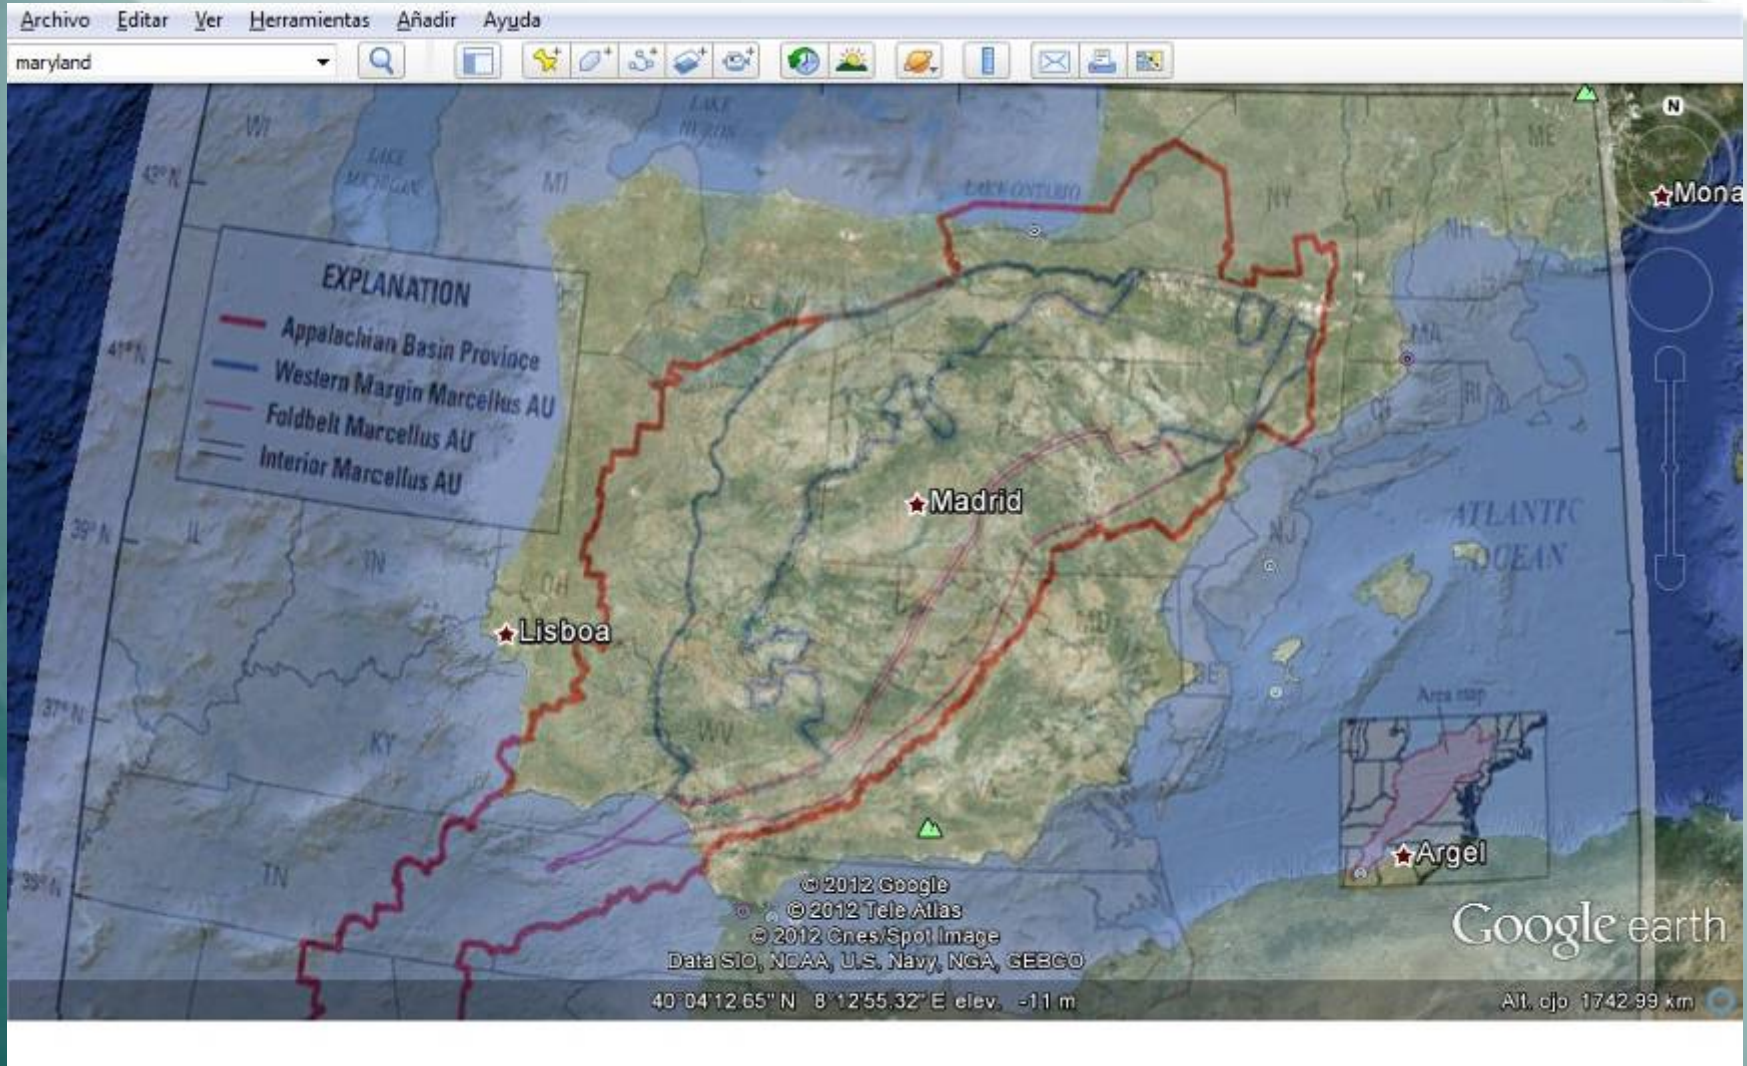 Archivo Editar Ver Herramientas Añadir Ayuda
maryland
WI
LAKE
MICHIGAN
LAKE
HURON
MI
LAKE ONTARIO
NY
VT
ME
NH
N
Mona
43° N
EXPLANATION
Appalachian Basin Province
Western Margin Marcellus AU
Foldbelt Marcellus AU
Interior Marcellus AU
41° N
MA
RI
Madrid
ATLANTIC
OCEAN
39° N
IL
IN
OH
NJ
Lisboa
MD
DE
37° N
KY
WV
Area map
Argel
TN
35° N
© 2012 Google
© 2012 Tele Atlas
© 2012 Cnes/Spot Image
Data SIO, NOAA, U.S. Navy, NGA, GEBCO
Google earth
40°04'12.65" N 8°12'55.32" E elev. -11 m
Alt. ojo 1742.99 km